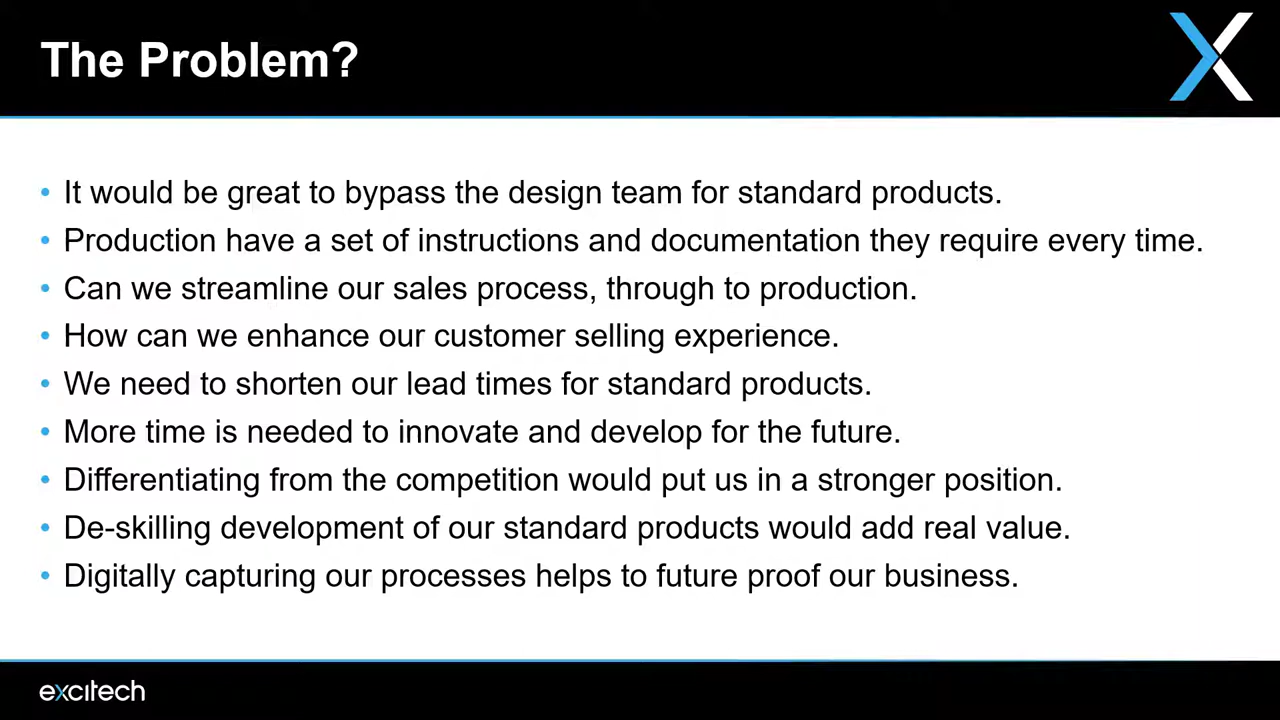 The Problem?
• It would be great to bypass the design team for standard products.
• Production have a set of instructions and documentation they require every time.
• Can we streamline our sales process, through to production.
• How can we enhance our customer selling experience.
• We need to shorten our lead times for standard products.
• More time is needed to innovate and develop for the future.
• Differentiating from the competition would put us in a stronger position.
• De-skilling development of our standard products would add real value.
• Digitally capturing our processes helps to future proof our business.
excitech